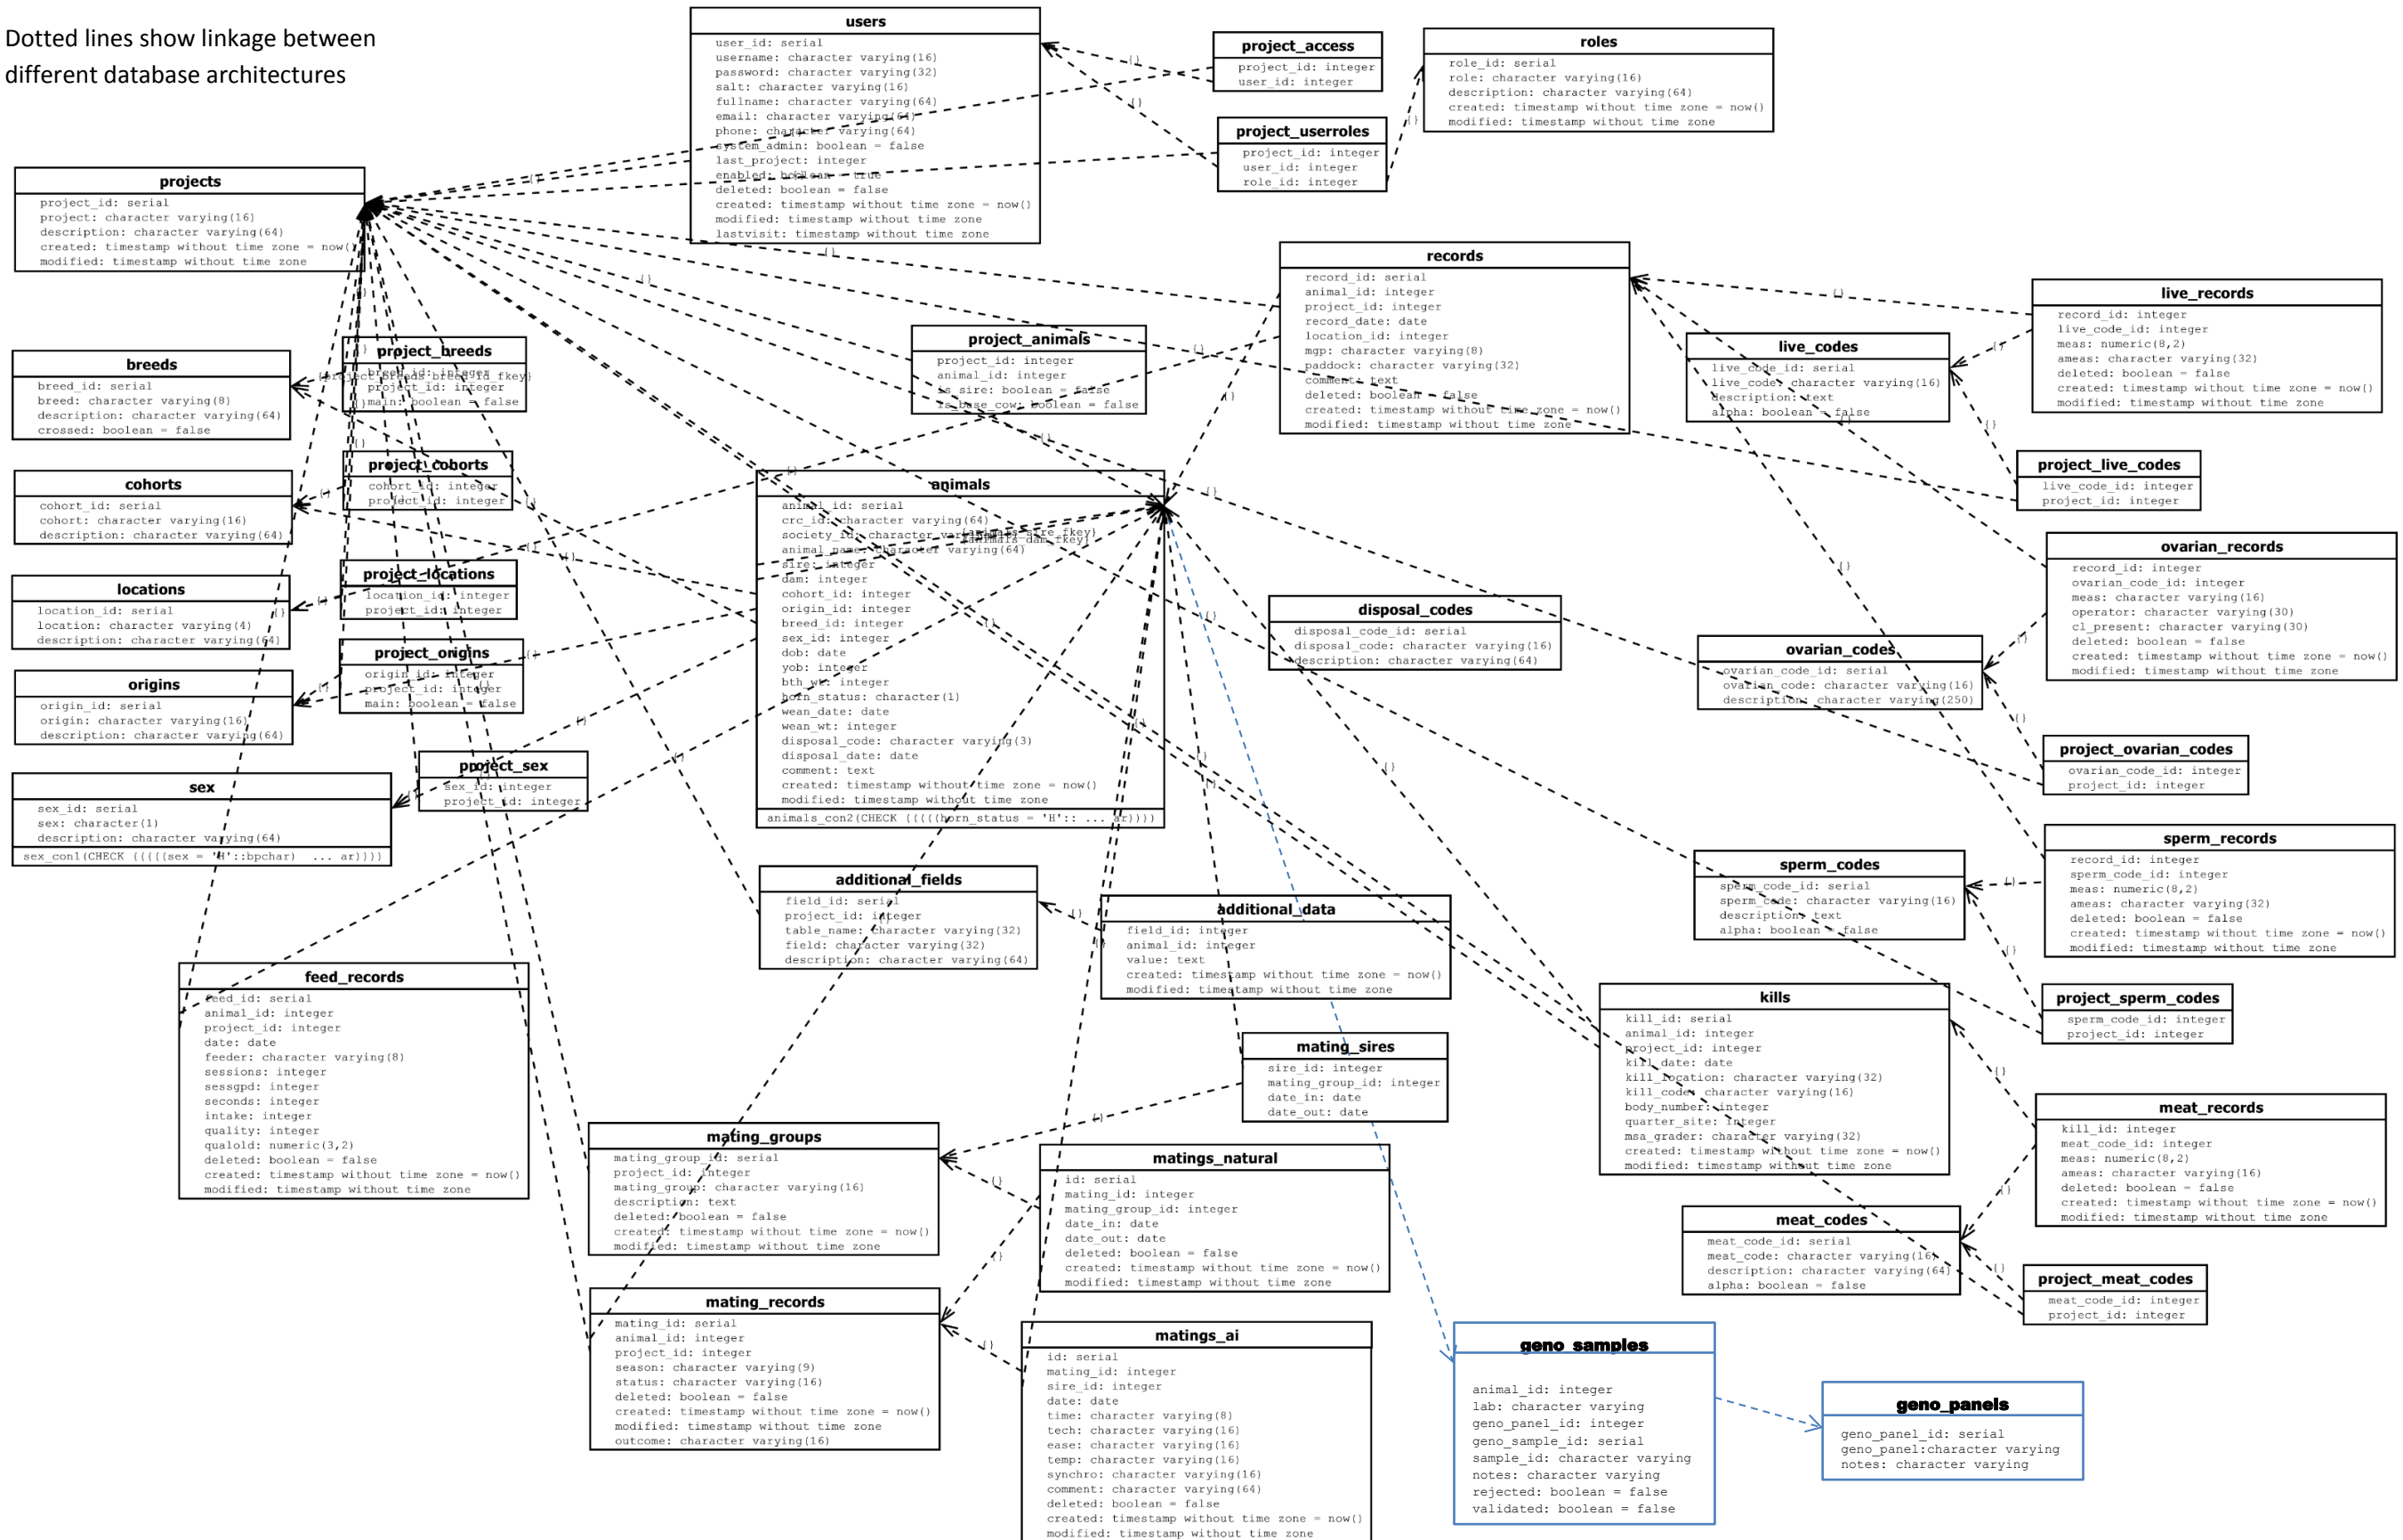 Dotted lines show linkage between
different database architectures
users
user_id: serial
username: character varying(16)
password: character varying(32)
salt: character varying(16)
fullname: character varying(64)
email: character varying(64)
phone: character varying(64)
system_admin: boolean = false
last_project: integer
enabled: boolean = true
deleted: boolean = false
created: timestamp without time zone = now()
modified: timestamp without time zone
lastvisit: timestamp without time zone
project_access
project_id: integer
user_id: integer
roles
role_id: serial
role: character varying(16)
description: character varying(64)
created: timestamp without time zone = now()
modified: timestamp without time zone
project_userroles
project_id: integer
user_id: integer
role_id: integer
projects
project_id: serial
project: character varying(16)
description: character varying(64)
created: timestamp without time zone = now()
modified: timestamp without time zone
records
record_id: serial
animal_id: integer
project_id: integer
record_date: date
location_id: integer
mgp: character varying(8)
paddock: character varying(32)
comment: text
deleted: boolean = false
created: timestamp without time zone = now()
modified: timestamp without time zone
live_records
record_id: integer
live_code_id: integer
meas: numeric(8,2)
ameas: character varying(32)
deleted: boolean = false
created: timestamp without time zone = now()
modified: timestamp without time zone
live_codes
live_code_id: serial
live_code: character varying(16)
description: text
alpha: boolean = false
project_animals
project_id: integer
animal_id: integer
is_sire: boolean = false
is_base_cow: boolean = false
breeds
breed_id: serial
breed: character varying(8)
description: character varying(64)
crossed: boolean = false
project_breeds
breed_id: integer
{project_breeds_breed_id_fkey}
project_id: integer
main: boolean = false
project_cohorts
cohort_id: integer
project_id: integer
cohorts
cohort_id: serial
cohort: character varying(16)
description: character varying(64)
project_live_codes
live_code_id: integer
project_id: integer
animals
animal_id: serial
crc_id: character varying(64)
society_id: character
{animals_sire_fkey}
{animals_dam_fkey}
animal_name: character varying(64)
sire: integer
dam: integer
cohort_id: integer
origin_id: integer
breed_id: integer
sex_id: integer
dob: date
yob: integer
bth_wt: integer
horn_status: character(1)
wean_date: date
wean_wt: integer
disposal_code: character varying(3)
disposal_date: date
comment: text
created: timestamp without time zone = now()
modified: timestamp without time zone
animals_con2(CHECK (((((horn_status = 'H':: ... ar))))
ovarian_records
record_id: integer
ovarian_code_id: integer
meas: character varying(16)
operator: character varying(30)
cl_present: character varying(30)
deleted: boolean = false
created: timestamp without time zone = now()
modified: timestamp without time zone
project_locations
location_id: integer
project_id: integer
locations
location_id: serial
location: character varying(4)
description: character varying(64)
disposal_codes
disposal_code_id: serial
disposal_code: character varying(16)
description: character varying(64)
ovarian_codes
ovarian_code_id: serial
ovarian_code: character varying(16)
description: character varying(250)
project_origins
origin_id: integer
project_id: integer
main: boolean = false
origins
origin_id: serial
origin: character varying(16)
description: character varying(64)
project_ovarian_codes
ovarian_code_id: integer
project_id: integer
project_sex
sex_id: integer
project_id: integer
sex
sex_id: serial
sex: character(1)
description: character varying(64)
sex_con1(CHECK (((((sex = 'H'::bpchar) ... ar))))
sperm_records
record_id: integer
sperm_code_id: integer
meas: numeric(8,2)
ameas: character varying(32)
deleted: boolean = false
created: timestamp without time zone = now()
modified: timestamp without time zone
sperm_codes
sperm_code_id: serial
sperm_code: character varying(16)
description: text
alpha: boolean = false
additional_fields
field_id: serial
project_id: integer
table_name: character varying(32)
field: character varying(32)
description: character varying(64)
additional_data
field_id: integer
animal_id: integer
value: text
created: timestamp without time zone = now()
modified: timestamp without time zone
feed_records
feed_id: serial
animal_id: integer
project_id: integer
date: date
feeder: character varying(8)
sessions: integer
sessgpd: integer
seconds: integer
intake: integer
quality: integer
qualold: numeric(3,2)
deleted: boolean = false
created: timestamp without time zone = now()
modified: timestamp without time zone
kills
kill_id: serial
animal_id: integer
project_id: integer
kill_date: date
kill_location: character varying(32)
kill_code: character varying(16)
body_number: integer
quarter_site: integer
msa_grader: character varying(32)
created: timestamp without time zone = now()
modified: timestamp without time zone
project_sperm_codes
sperm_code_id: integer
project_id: integer
mating_sires
sire_id: integer
mating_group_id: integer
date_in: date
date_out: date
meat_records
kill_id: integer
meat_code_id: integer
meas: numeric(8,2)
ameas: character varying(16)
deleted: boolean = false
created: timestamp without time zone = now()
modified: timestamp without time zone
mating_groups
mating_group_id: serial
project_id: integer
mating_group: character varying(16)
description: text
deleted: boolean = false
created: timestamp without time zone = now()
modified: timestamp without time zone
matings_natural
id: serial
mating_id: integer
mating_group_id: integer
date_in: date
date_out: date
deleted: boolean = false
created: timestamp without time zone = now()
modified: timestamp without time zone
meat_codes
meat_code_id: serial
meat_code: character varying(16)
description: character varying(64)
alpha: boolean = false
project_meat_codes
meat_code_id: integer
project_id: integer
mating_records
mating_id: serial
animal_id: integer
project_id: integer
season: character varying(9)
status: character varying(16)
deleted: boolean = false
created: timestamp without time zone = now()
modified: timestamp without time zone
outcome: character varying(16)
matings_ai
id: serial
mating_id: integer
sire_id: integer
date: date
time: character varying(8)
tech: character varying(16)
ease: character varying(16)
temp: character varying(16)
synchro: character varying(16)
comment: character varying(64)
deleted: boolean = false
created: timestamp without time zone = now()
modified: timestamp without time zone
geno_samples
animal_id: integer
lab: character varying
geno_panel_id: integer
geno_sample_id: serial
sample_id: character varying
notes: character varying
rejected: boolean = false
validated: boolean = false
geno_panels
geno_panel_id: serial
geno_panel:character varying
notes: character varying